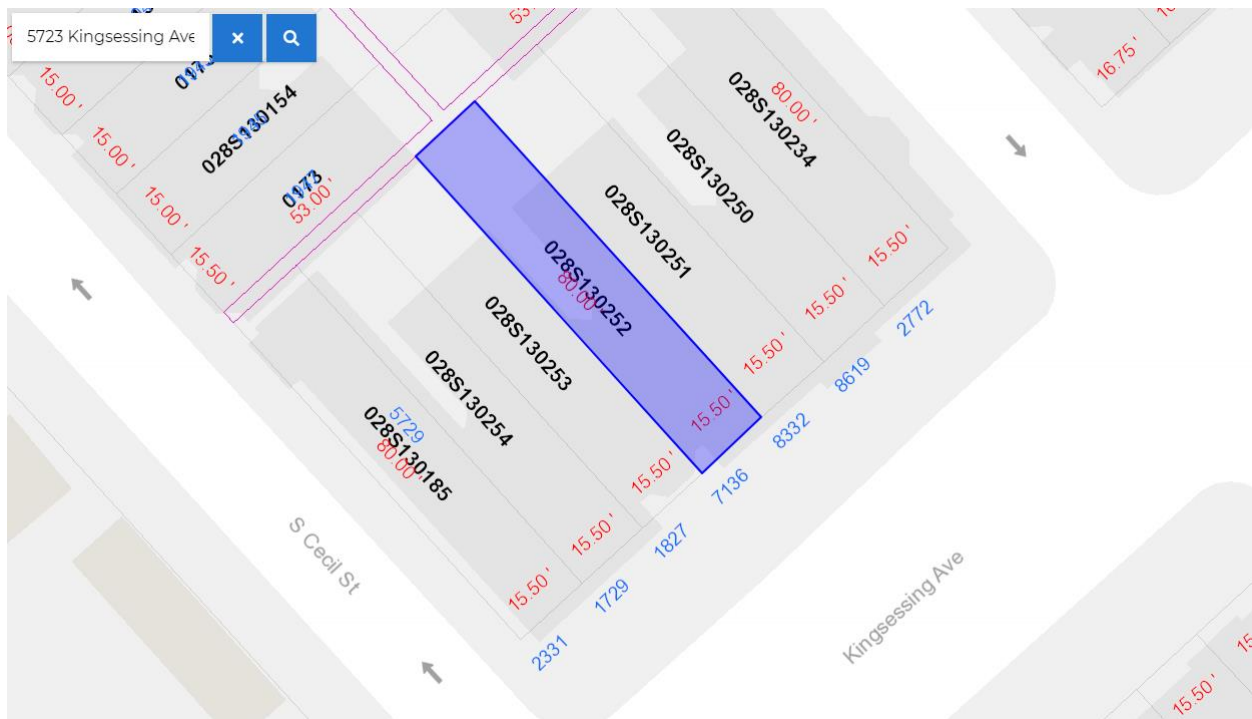 5723 Kingsessing Ave
53
16.75'
15.00 '
15.00 '
15.00 '
15.50 '
028S130154
0173
53.00 '
028S130234
80.00 '
028S130250
028S130251
028S130252
80.00
028S130253
028S130254
5729
028S130185
80.00
15.50 '
15.50 '
15.50 '
15.50
15.50 '
15.50 '
15.50 '
2772
8619
8332
7136
1827
1729
2331
S Cecil St
Kingsessing Ave
15.50 '
15